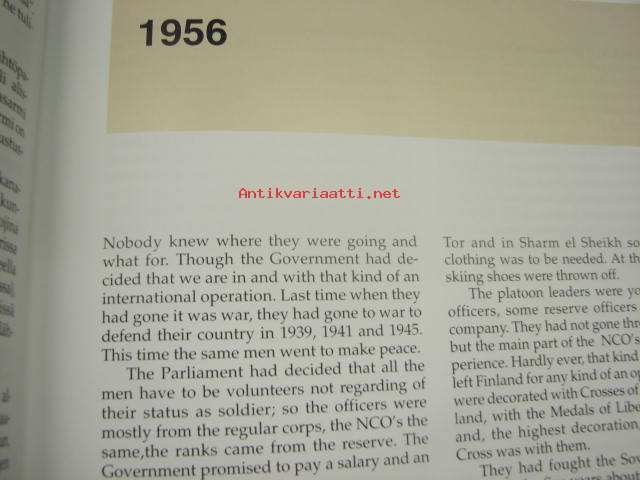 1956
Antikvariaatti.net
Nobody knew where they were going and
what for. Though the Government had de-
cided that we are in and with that kind of an
international operation. Last time when they
had gone it was war, they had gone to war to
defend their country in 1939, 1941 and 1945.
This time the same men went to make peace.
The Parliament had decided that all the
men have to be volunteers not regarding of
their status as soldier; so the officers were
mostly from the regular corps, the NCO's the
same,the ranks came from the reserve. The
Government promised to pay a salary and an
Tor and in Sharm el Sheikh so
clothing was to be needed. At th
skiing shoes were thrown off.
The platoon leaders were yo
officers, some reserve officers
company. They had not gone thr
but the main part of the NCO's
perience. Hardly ever, that kind
left Finland for any kind of an op
were decorated with Crosses of
land, with the Medals of Libe
and, the highest decoration,
Cross was with them.
They had fought the Sov
years about